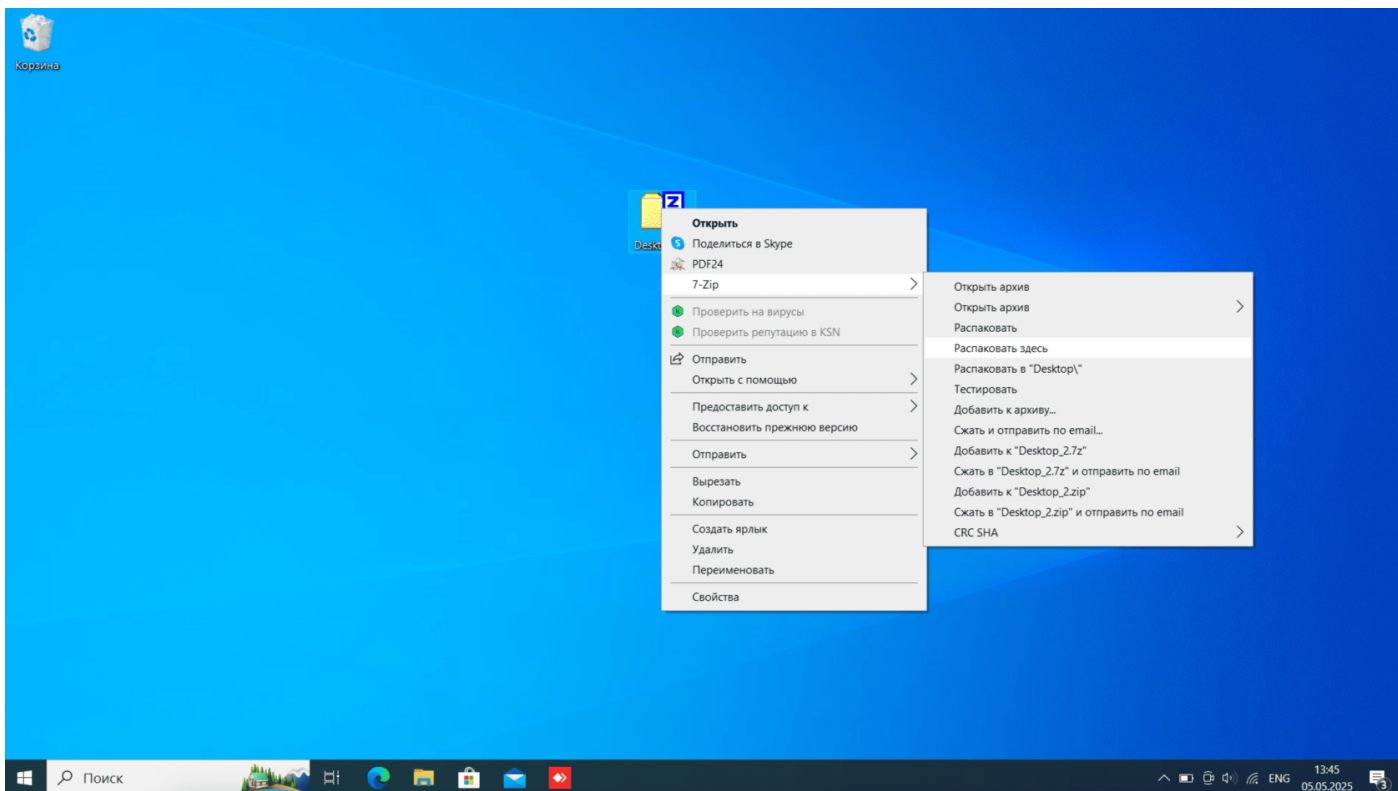 Корзина
Открыть
Поделиться в Skype
PDF24
7-Zip
Проверить на вирусы
Проверить репутацию в KSN
Отправить
Открыть с помощью
Предоставить доступ к
Восстановить прежнюю версию
Отправить
Вырезать
Копировать
Создать ярлык
Удалить
Переименовать
Свойства
Открыть архив
Открыть архив
Распаковать
Распаковать здесь
Распаковать в "Desktop\"
Тестировать
Добавить к архиву...
Сжать и отправить по email...
Добавить к "Desktop_2.7z"
Сжать в "Desktop_2.7z" и отправить по email
Добавить к "Desktop_2.zip"
Сжать в "Desktop_2.zip" и отправить по email
CRC SHA
Поиск
ENG
13:45
05.05.2025
3